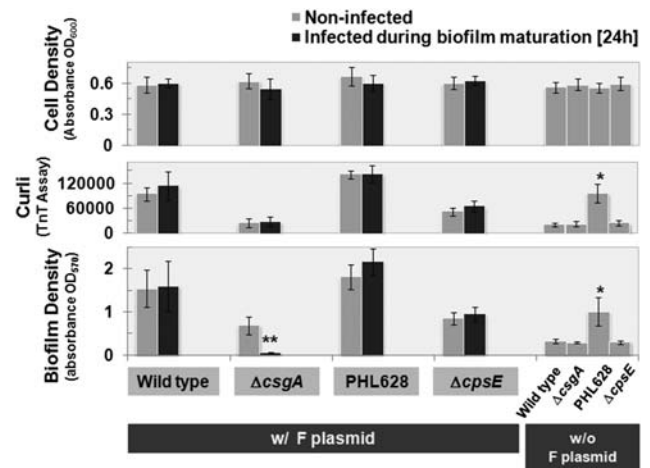 Non-infected
Infected during biofilm maturation [24h]
Cell Density
(Absorbance OD600)
0.6
0.3
0
Curli
(TnT Assay)
120000
60000
0
*
Biofilm Density
(absorbance OD570)
2
1
0
**
*
Wild type
ΔcsgA
PHL628
ΔcpsE
Wild type
ΔcsgA
PHL628
ΔcpsE
w/ F plasmid
w/o
F plasmid